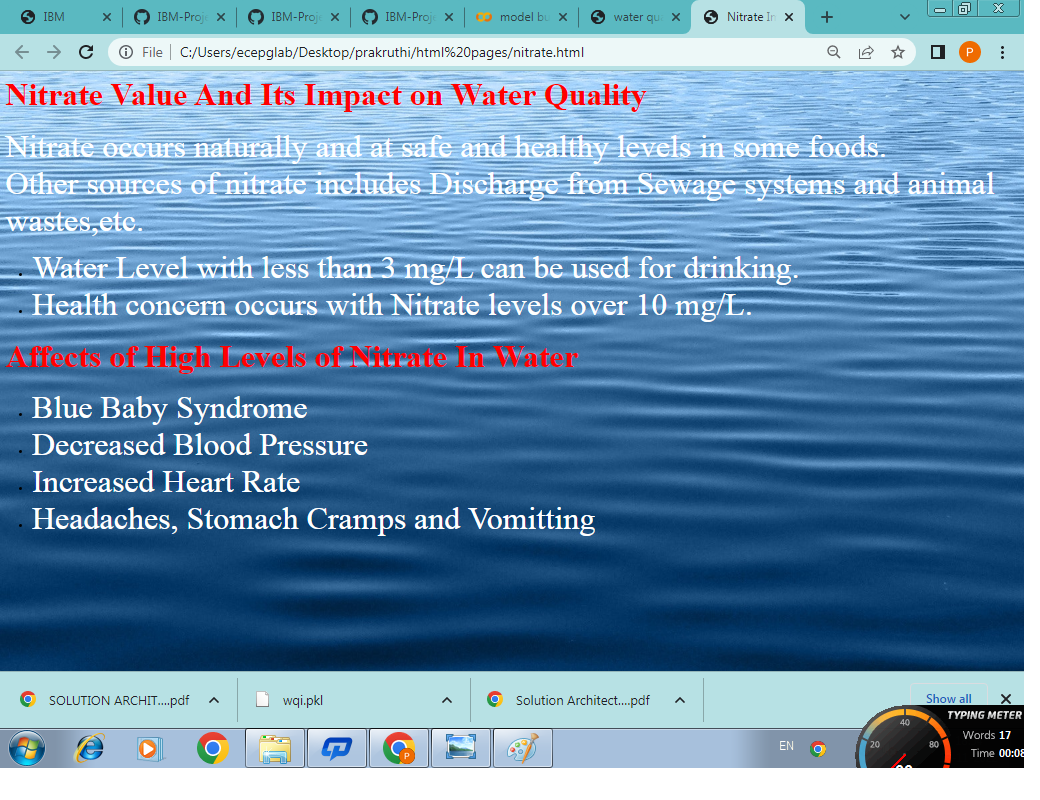 IBM
IBM-Proj
IBM-Proj
IBM-Proj
model bu
water qu
Nitrate In
File
C:/Users/ecepglab/Desktop/prakruthi/html%20pages/nitrate.html
P
Nitrate Value And Its Impact on Water Quality
Nitrate occurs naturally and at safe and healthy levels in some foods.
Other sources of nitrate includes Discharge from Sewage systems and animal
wastes,etc.
Water Level with less than 3 mg/L can be used for drinking.
Health concern occurs with Nitrate levels over 10 mg/L.
Affects of High Levels of Nitrate In Water
Blue Baby Syndrome
Decreased Blood Pressure
Increased Heart Rate
Headaches, Stomach Cramps and Vomitting
SOLUTION ARCHIT....pdf
wqi.pkl
Solution Architect....pdf
Show all
EN
TYPING METER
Words 17
Time 00:08
20
40
80